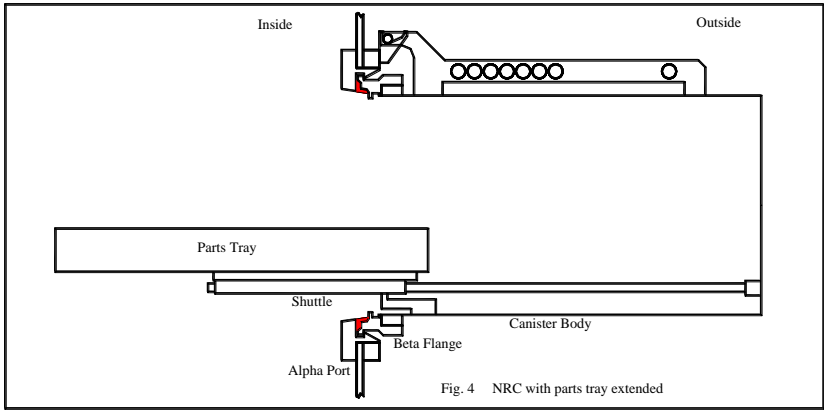 Inside
Outside
Parts Tray
Shuttle
Canister Body
Beta Flange
Alpha Port
Fig. 4 NRC with parts tray extended